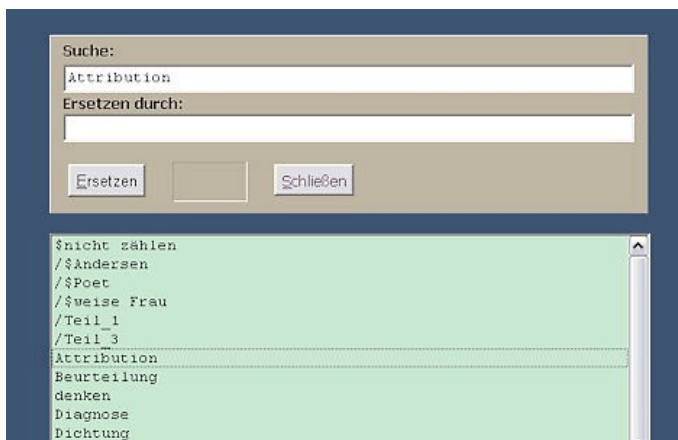 Suche:
Attribution
Ersetzen durch:
Ersetzen Schließen
$nicht zählen
/$Andersen
/$Poet
/$weise Frau
/Teil_1
/Teil_3
Attribution
Beurteilung
denken
Diagnose
Dichtung